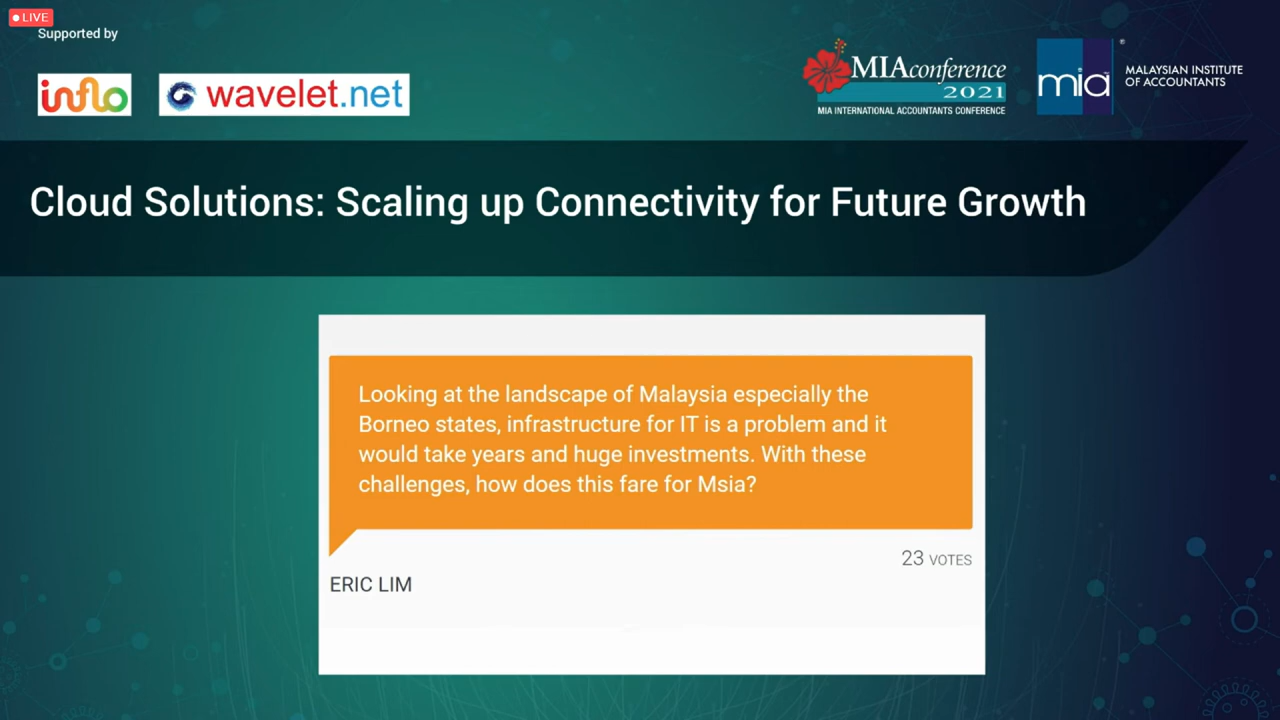 LIVE
Supported by
inflo
wavelet.net
MIAconference
2021
MIA INTERNATIONAL ACCOUNTANTS CONFERENCE
mia
®
MALAYSIAN INSTITUTE
OF ACCOUNTANTS
Cloud Solutions: Scaling up Connectivity for Future Growth
Looking at the landscape of Malaysia especially the
Borneo states, infrastructure for IT is a problem and it
would take years and huge investments. With these
challenges, how does this fare for Msia?
23 VOTES
ERIC LIM